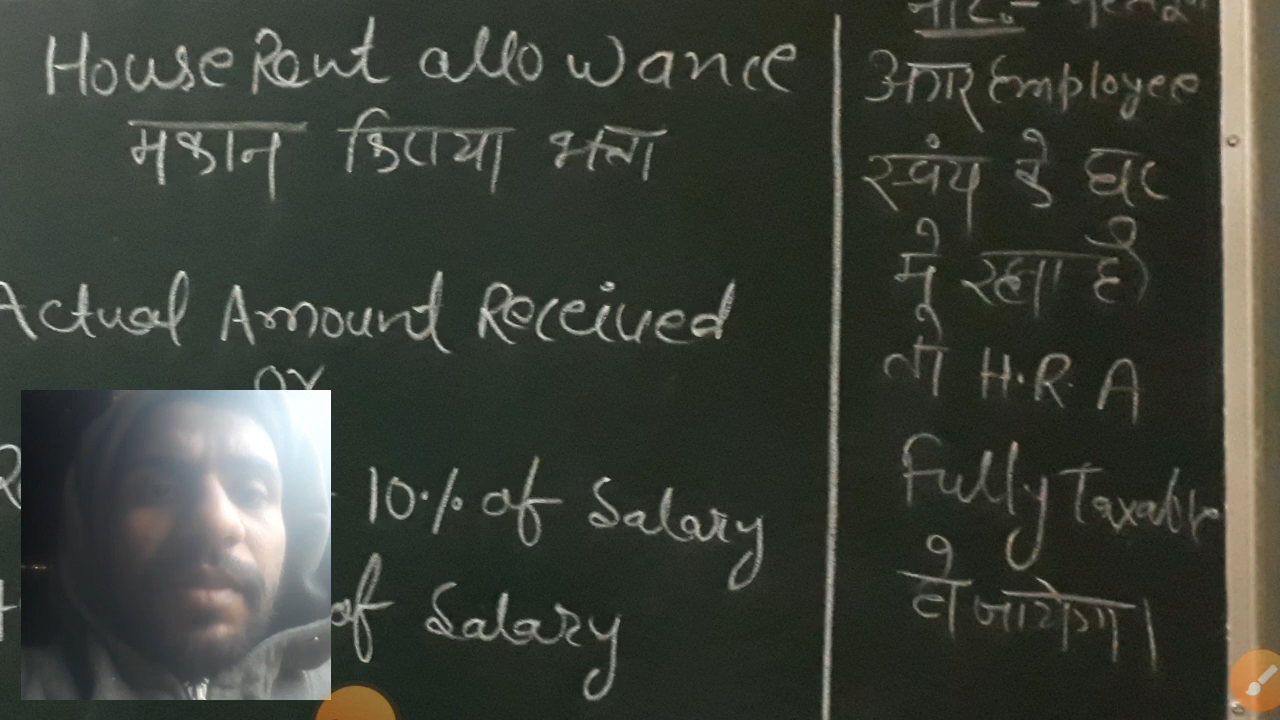 House Rent allowance
मकान किराया भत्ता
Actual Amount Received
or
10% of Salary
of Salary
नोट:-
अगर Employee
स्वंय के घर
में रहता है
तो H.R.A
Fully Taxable
हो जायेगा।